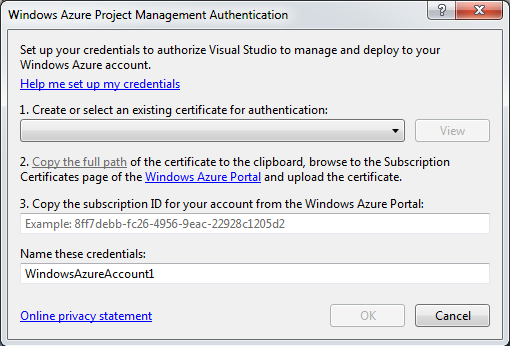 Windows Azure Project Management Authentication
Set up your credentials to authorize Visual Studio to manage and deploy to your
Windows Azure account.
Help me set up my credentials
1. Create or select an existing certificate for authentication:
View
2. Copy the full path of the certificate to the clipboard, browse to the Subscription
Certificates page of the Windows Azure Portal and upload the certificate.
3. Copy the subscription ID for your account from the Windows Azure Portal:
Example: 8ff7debb-fc26-4956-9eac-22928c1205d2
Name these credentials:
WindowsAzureAccount1
Online privacy statement
OK
Cancel